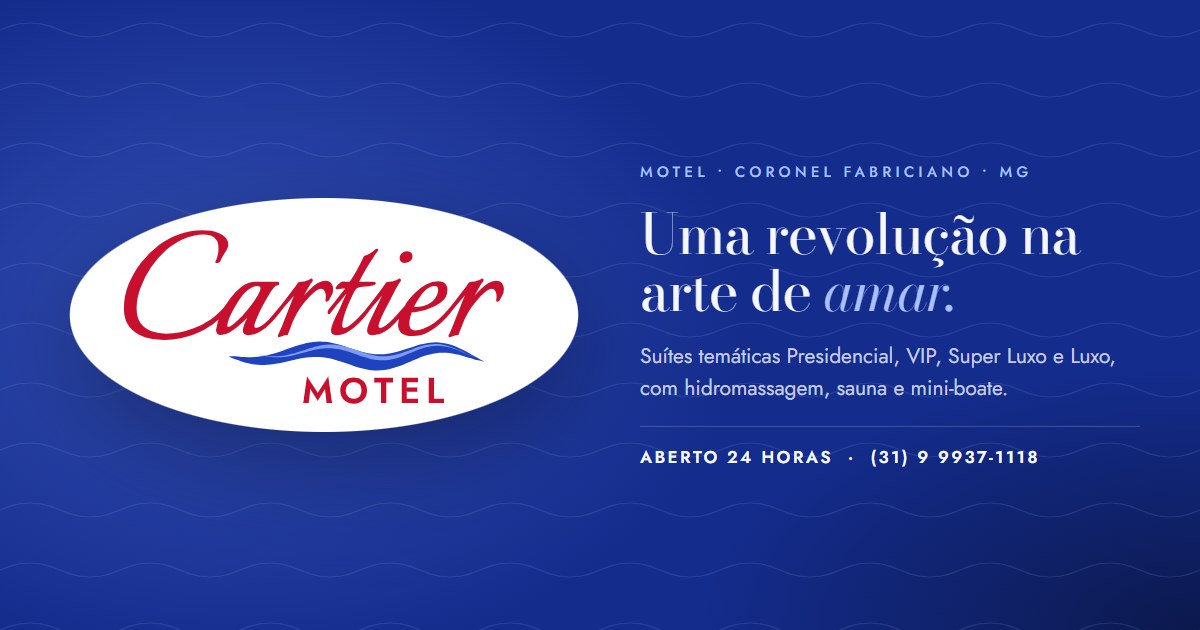 Cartier
MOTEL
MOTEL · CORONEL FABRICIANO · MG
Uma revolução na
arte de amar.
Suítes temáticas Presidencial, VIP, Super Luxo e Luxo,
com hidromassagem, sauna e mini-boate.
ABERTO 24 HORAS · (31) 9 9937-1118